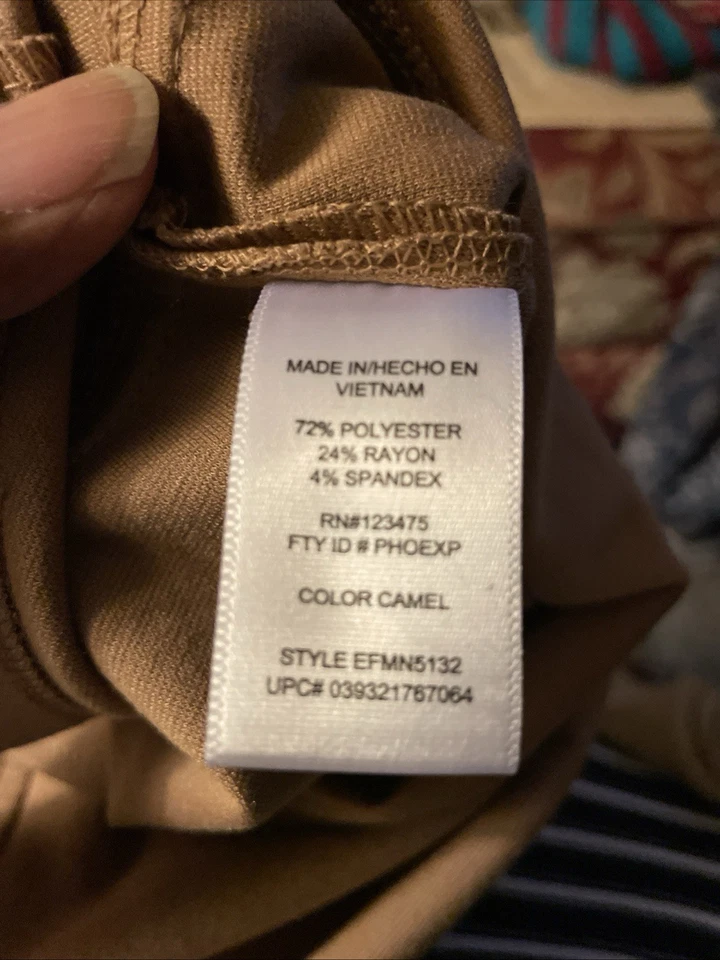 MADE IN/HECHO EN
VIETNAM
72% POLYESTER
24% RAYON
4% SPANDEX
RN#123475
FTY ID # PHOEXP
COLOR CAMEL
STYLE EFMN5132
UPC# 039321767064